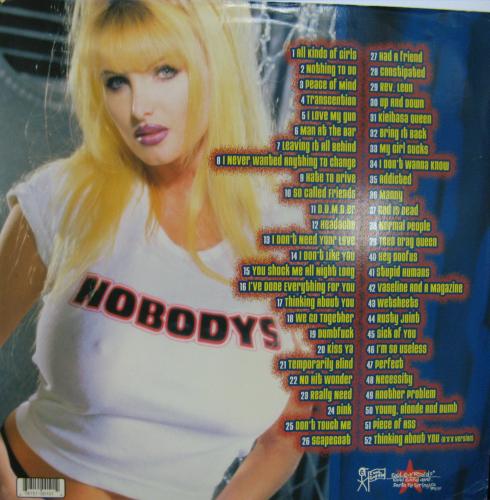 1 All Kinds of Girls
2 Nothing to Do
3 Peace of Mind
4 Transcention
5 I Love My Gun
6 Man at the Bar
7 Leaving it All Behind
8 I Never Wanted Anything to Change
9 Hate to Drive
10 So Called Friends
11 D.U.M.B.er
12 Headache
13 I Don't Need Your Love
14 I Don't Like You
15 You Shook Me All Night Long
16 I've Done Everything For You
17 Thinking About You
18 We Go Together
19 Dumbfuck
20 Kiss Ya
21 Temporarily Blind
22 No Hit Wonder
23 Really Need
24 Oink
25 Don't Touch Me
26 Scapegoat
27 Had a Friend
28 Constipated
29 Rev. Leon
30 Up and Down
31 Kielbasa Queen
32 Bring it Back
33 My Girl Sucks
34 I Don't Wanna Know
35 Addicted
36 Manny
37 Dad is Dead
38 Normal People
39 Teen Drag Queen
40 Hey Doofus
41 Stupid Humans
42 Vaseline and a Magazine
43 Websheets
44 Rusty Joint
45 Sick of You
46 I'm So Useless
47 Perfect
48 Necessity
49 Another Problem
50 Young, Blonde and Dumb
51 Piece of Ass
52 Thinking About You version
NOBODYS